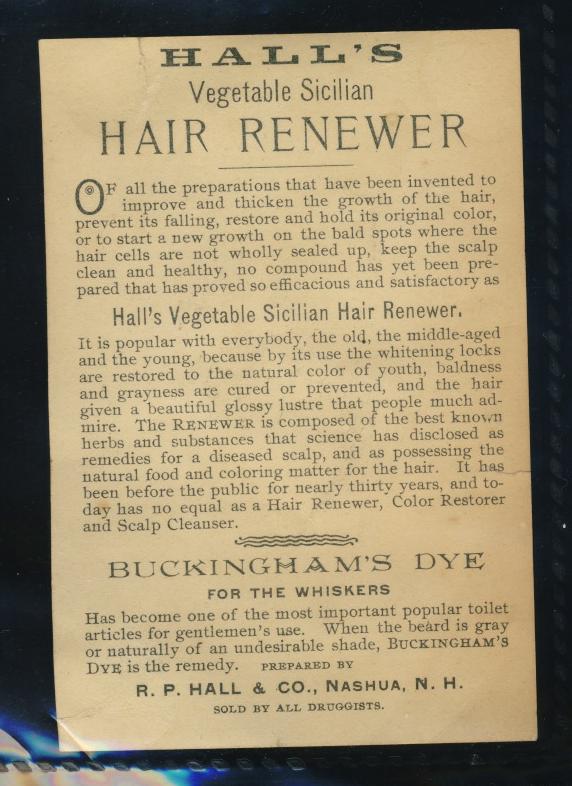 HALL'S
Vegetable Sicilian
HAIR RENEWER
OF all the preparations that have been invented to
improve and thicken the growth of the hair,
prevent its falling, restore and hold its original color,
or to start a new growth on the bald spots where the
hair cells are not wholly sealed up, keep the scalp
clean and healthy, no compound has yet been pre-
pared that has proved so efficacious and satisfactory as
Hall's Vegetable Sicilian Hair Renewer.
It is popular with everybody, the old, the middle-aged
and the young, because by its use the whitening locks
are restored to the natural color of youth, baldness
and grayness are cured or prevented, and the hair
given a beautiful glossy lustre that people much ad-
mire. The RENEWER is composed of the best known
herbs and substances that science has disclosed as
remedies for a diseased scalp, and as possessing the
natural food and coloring matter for the hair. It has
been before the public for nearly thirty years, and to-
day has no equal as a Hair Renewer, Color Restorer
and Scalp Cleanser.
BUCKINGHAM'S DYE
FOR THE WHISKERS
Has become one of the most important popular toilet
articles for gentlemen's use. When the beard is gray
or naturally of an undesirable shade, BUCKINGHAM'S
DYE is the remedy. PREPARED BY
R. P. HALL & CO., NASHUA, N. H.
SOLD BY ALL DRUGGISTS.